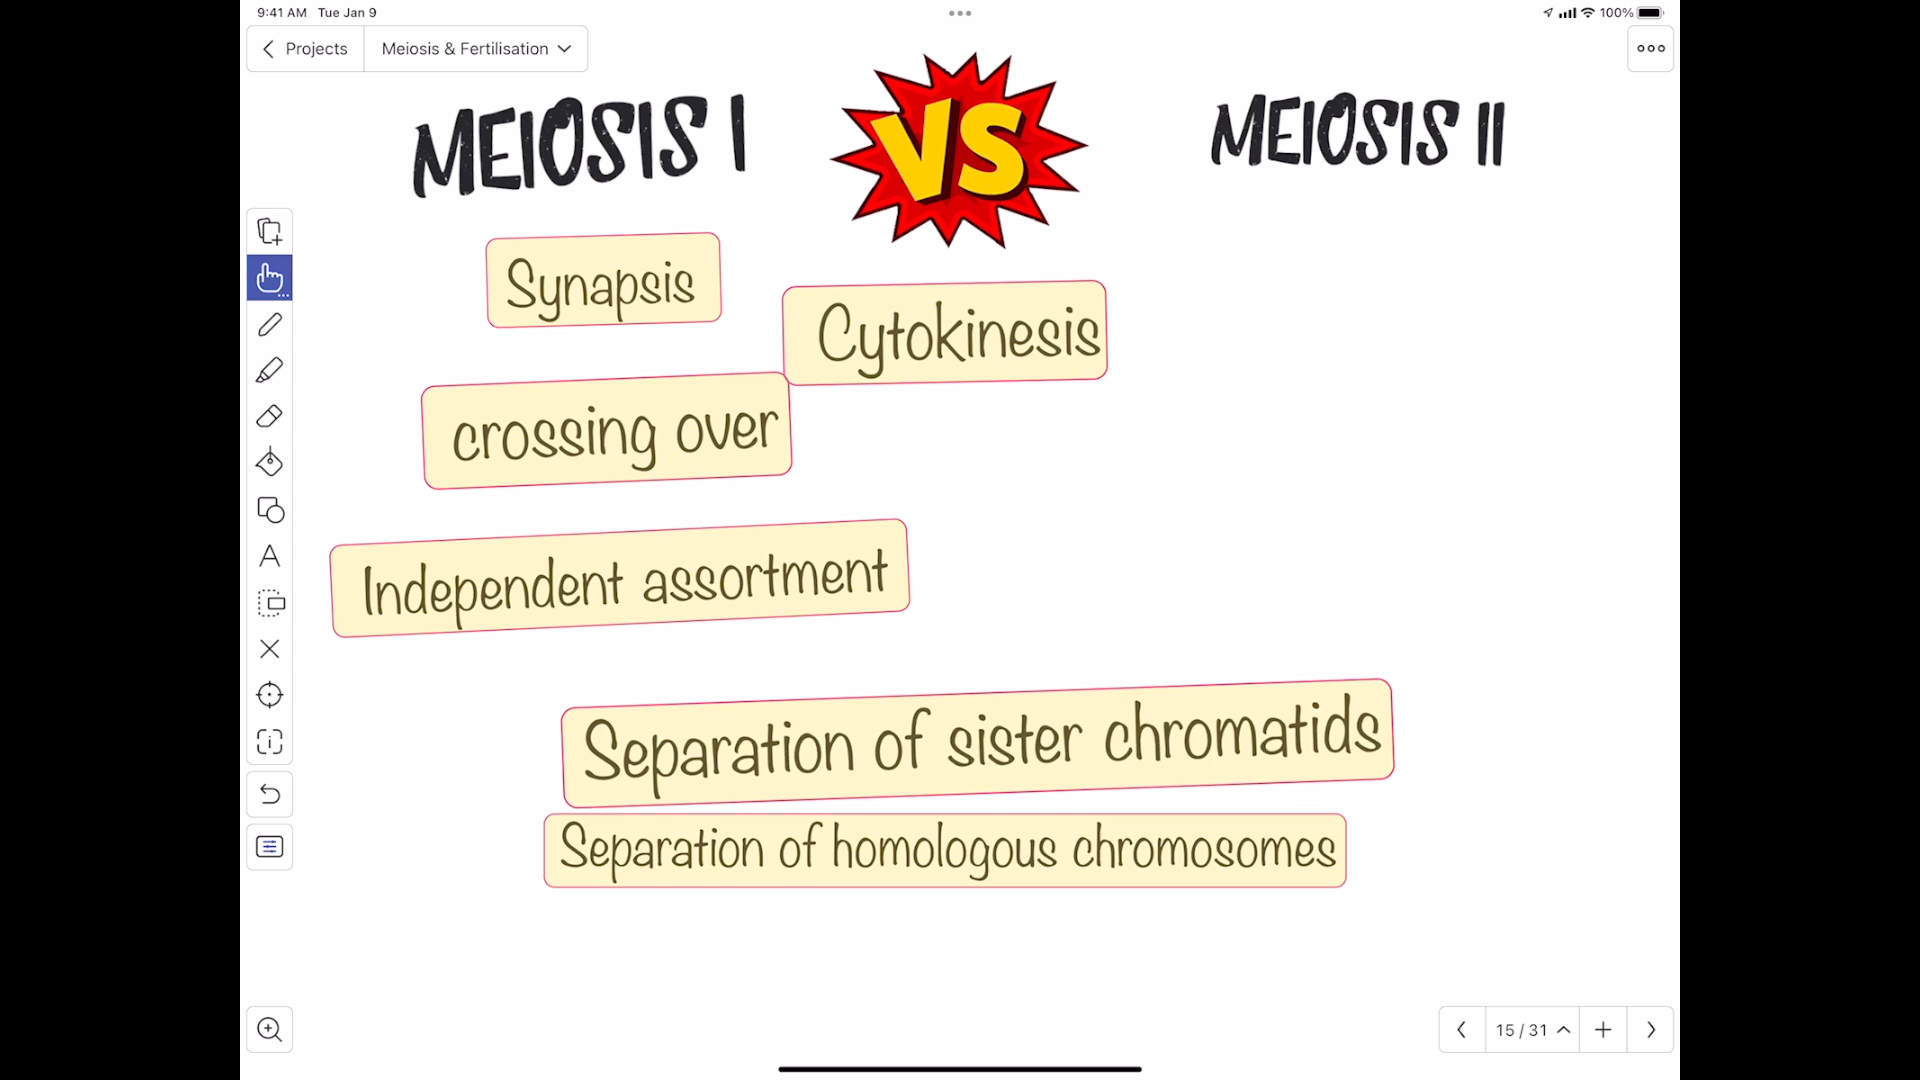 9:41 AM Tue Jan 9
100%
Projects
Meiosis & Fertilisation
MEIOSIS I
VS
MEIOSIS II
Synapsis
Cytokinesis
crossing over
Independent assortment
Separation of sister chromatids
Separation of homologous chromosomes
15 / 31